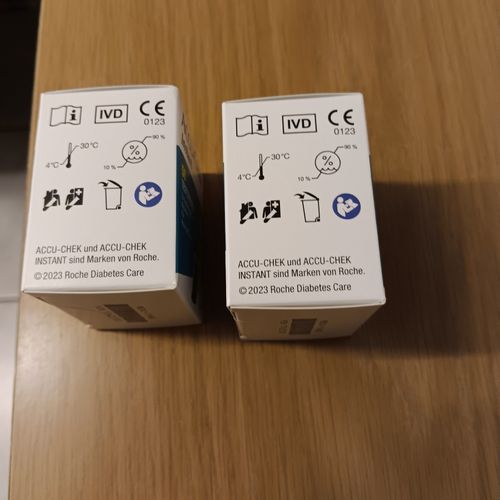 IVD
0123
30°C
4°C
90 %
%
10 %
ACCU-CHEK und ACCU-CHEK
INSTANT sind Marken von Roche.
© 2023 Roche Diabetes Care
IVD
0123
30°C
4°C
90 %
%
10 %
ACCU-CHEK und ACCU-CHEK
INSTANT sind Marken von Roche.
© 2023 Roche Diabetes Care